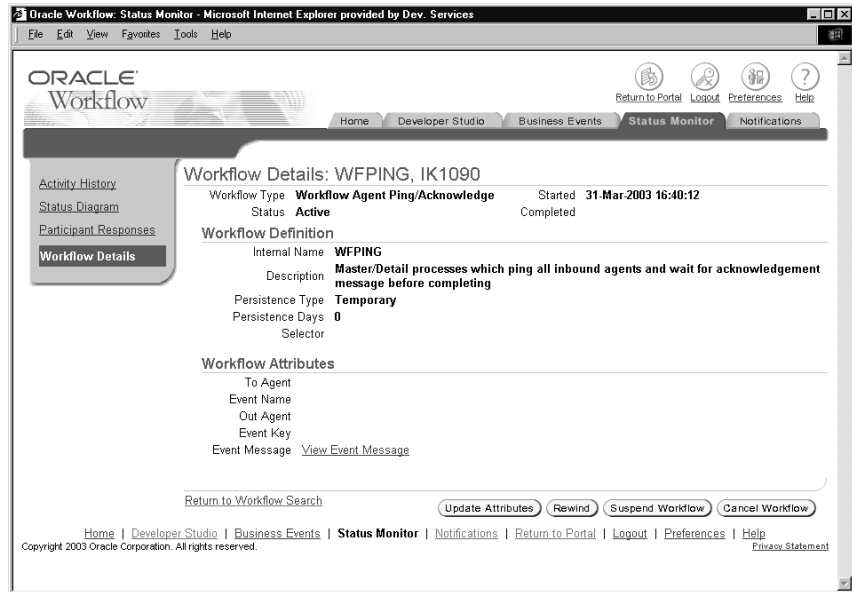 Oracle Workflow: Status Monitor - Microsoft Internet Explorer provided by Dev. Services
File Edit View Favorites Tools Help
ORACLE
Workflow
Return to Portal Logout Preferences Help
Home Developer Studio Business Events Status Monitor Notifications
Activity History
Status Diagram
Participant Responses
Workflow Details
Workflow Details: WFPING, IK1090
Workflow Type Workflow Agent Ping/Acknowledge Started 31-Mar-2003 16:40:12
Status Active Completed
Workflow Definition
Internal Name WFPING
Description Master/Detail processes which ping all inbound agents and wait for acknowledgement
message before completing
Persistence Type Temporary
Persistence Days 0
Selector
Workflow Attributes
To Agent
Event Name
Out Agent
Event Key
Event Message View Event Message
Return to Workflow Search
Update Attributes Rewind Suspend Workflow Cancel Workflow
Home | Developer Studio | Business Events | Status Monitor | Notifications | Return to Portal | Logout | Preferences | Help
Copyright 2003 Oracle Corporation. All rights reserved. Privacy Statement